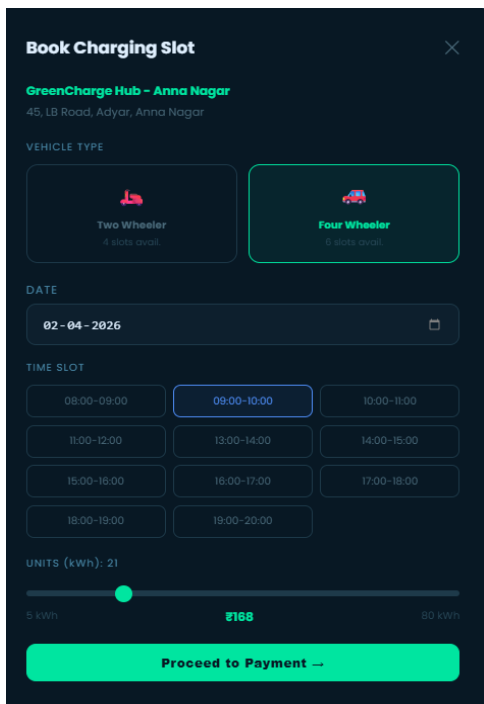 Book Charging Slot
GreenCharge Hub - Anna Nagar
45, LB Road, Adyar, Anna Nagar
VEHICLE TYPE
Two Wheeler
4 slots avail.
Four Wheeler
6 slots avail.
DATE
02-04-2026
TIME SLOT
08:00-09:00 09:00-10:00 10:00-11:00
11:00-12:00 13:00-14:00 14:00-15:00
15:00-16:00 16:00-17:00 17:00-18:00
18:00-19:00 19:00-20:00
UNITS (kWh): 21
5 kWh ₹168 80 kWh
Proceed to Payment →